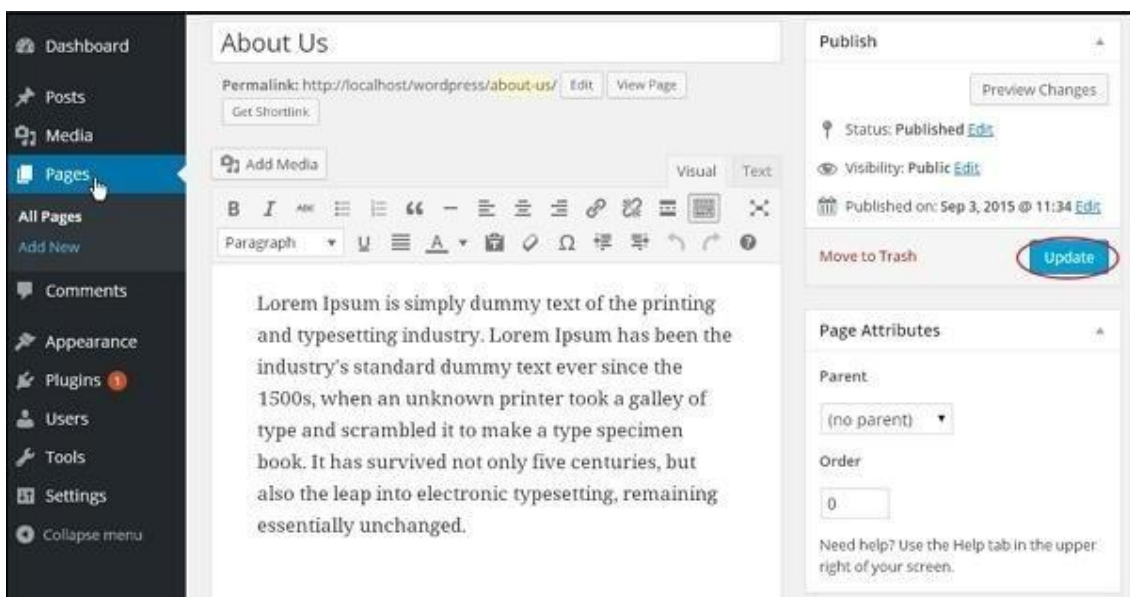 Dashboard
Posts
Media
Pages
All Pages
Add New
Comments
Appearance
Plugins 1
Users
Tools
Settings
Collapse menu
About Us
Permalink: http://localhost/wordpress/about-us/ Edit View Page
Get Shortlink
Add Media
Visual Text
B I ABC
Paragraph U A Ω
Lorem Ipsum is simply dummy text of the printing
and typesetting industry. Lorem Ipsum has been the
industry's standard dummy text ever since the
1500s, when an unknown printer took a galley of
type and scrambled it to make a type specimen
book. It has survived not only five centuries, but
also the leap into electronic typesetting, remaining
essentially unchanged.
Publish
Preview Changes
Status: Published Edit
Visibility: Public Edit
Published on: Sep 3, 2015 @ 11:34 Edit
Move to Trash Update
Page Attributes
Parent
(no parent)
Order
0
Need help? Use the Help tab in the upper
right of your screen.